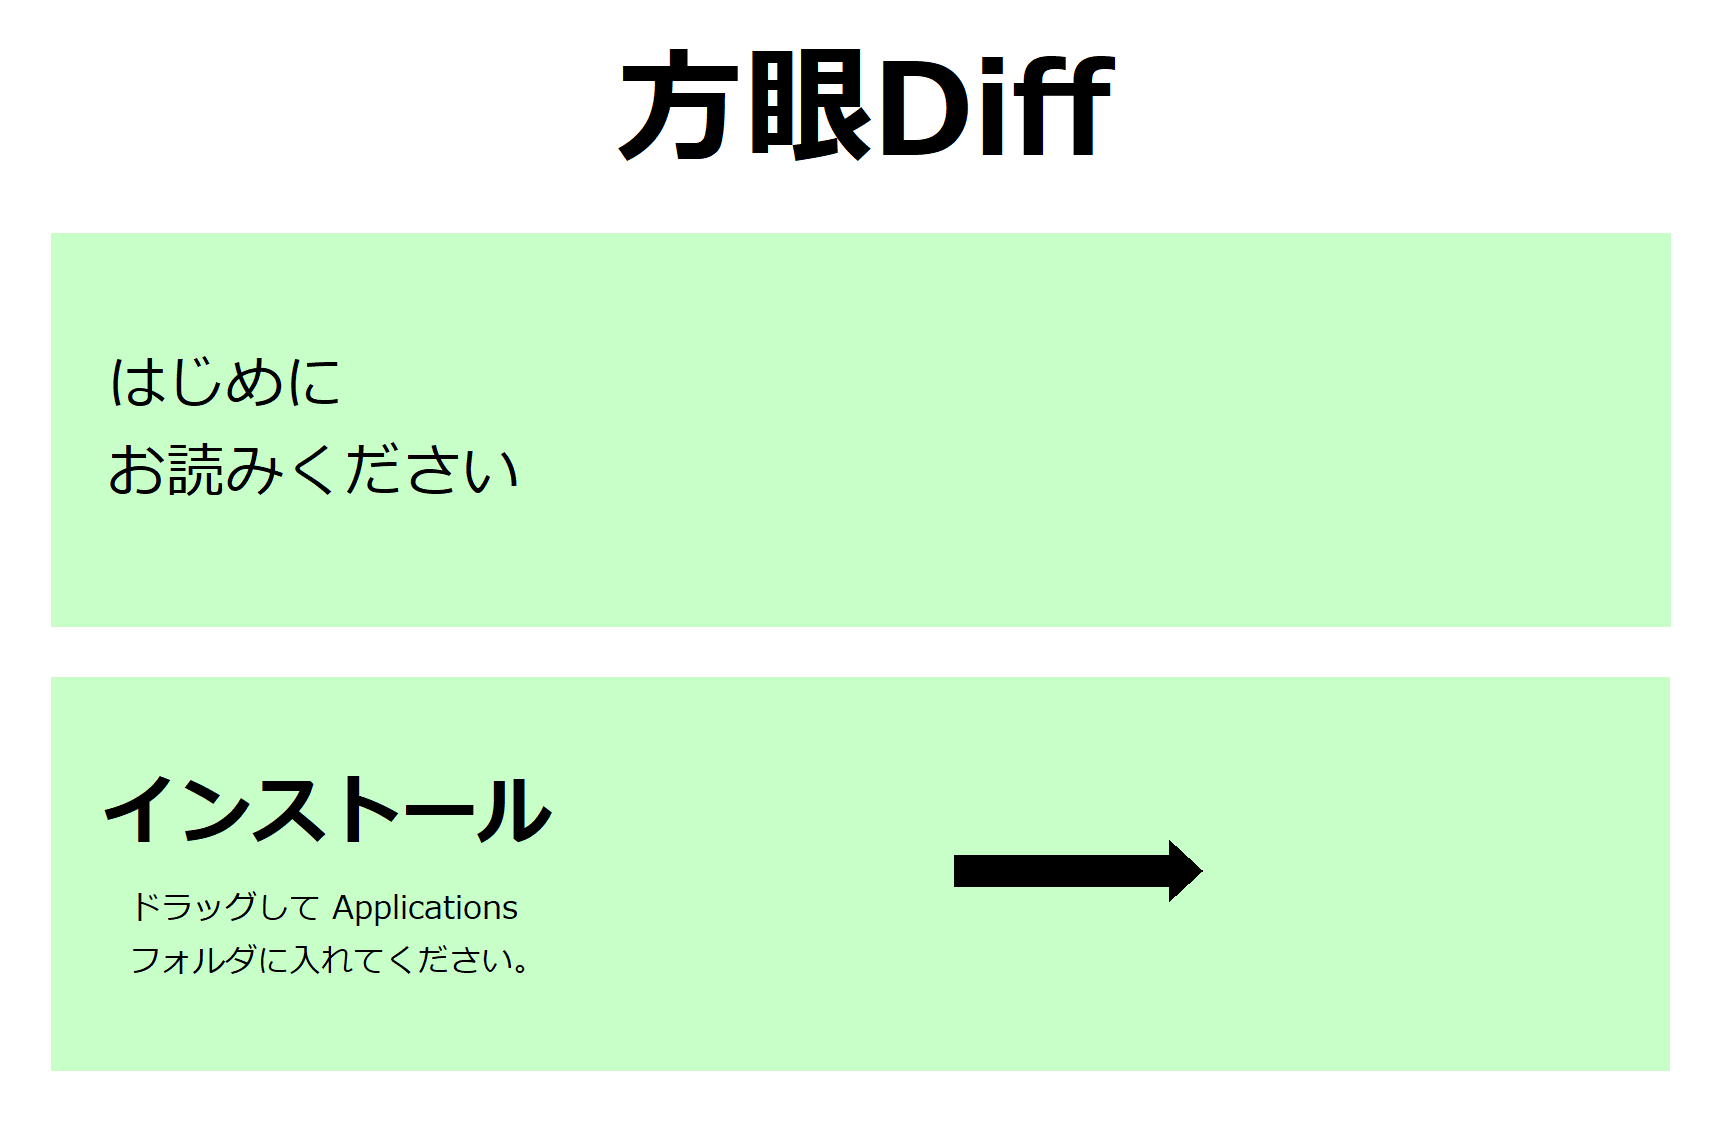 方眼Diff
はじめに
お読みください
インストール
ドラッグして Applications
フォルダに入れてください。